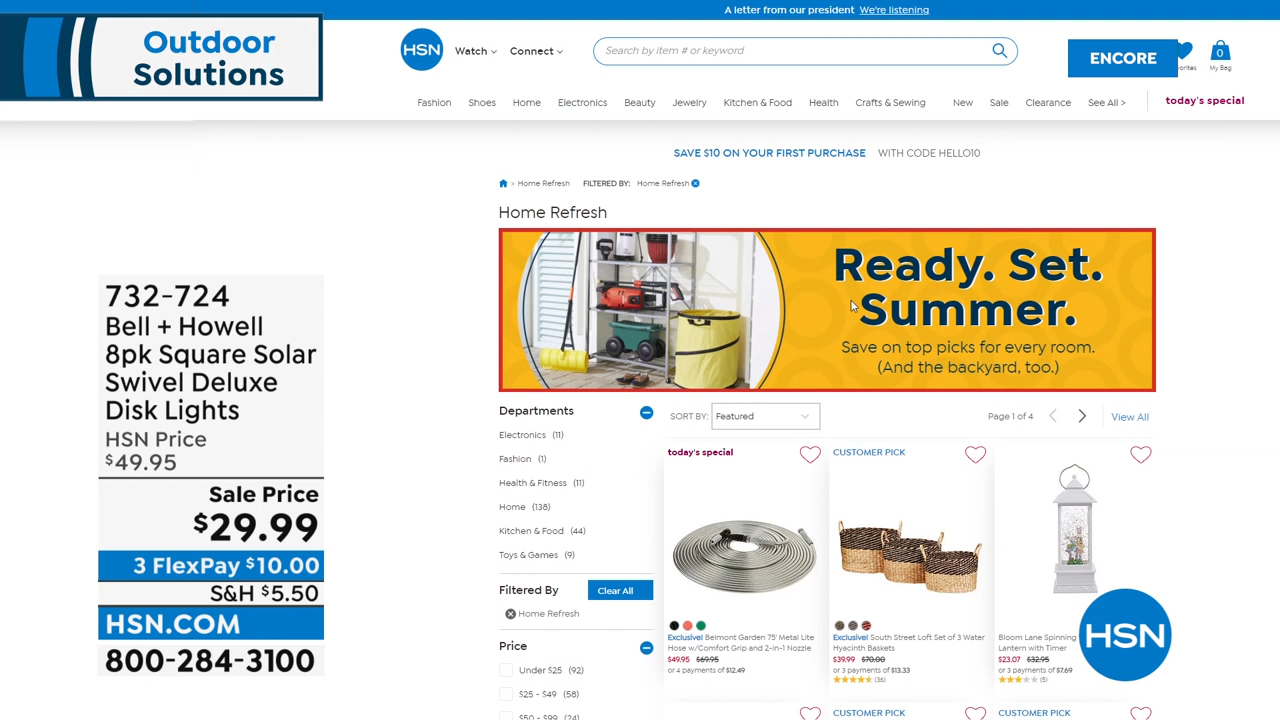 A letter from our president We're listening
Outdoor
Solutions
HSN
Watch
Connect
Search by item # or keyword
ENCORE
My Bag
0
Fashion Shoes Home Electronics Beauty Jewelry Kitchen & Food Health Crafts & Sewing New Sale Clearance See All > today's special
SAVE $10 ON YOUR FIRST PURCHASE WITH CODE HELLO10
> Home Refresh FILTERED BY: Home Refresh
Home Refresh
Ready. Set.
Summer.
Save on top picks for every room.
(And the backyard, too.)
732-724
Bell + Howell
8pk Square Solar
Swivel Deluxe
Disk Lights
HSN Price
$49.95
Sale Price
$29.99
3 FlexPay $10.00
S&H $5.50
HSN.COM
800-284-3100
Departments
Electronics (11)
Fashion (1)
Health & Fitness (11)
Home (138)
Kitchen & Food (44)
Toys & Games (9)
Filtered By Clear All
Home Refresh
Price
Under $25 (92)
$25 - $49 (58)
$50 - $99 (24)
SORT BY: Featured
Page 1 of 4
View All
today's special
Exclusive! Belmont Garden 75' Metal Lite
Hose w/Comfort Grip and 2-in-1 Nozzle
$49.95 $69.95
or 4 payments of $12.49
CUSTOMER PICK
Exclusive! South Street Loft Set of 3 Water
Hyacinth Baskets
$39.99 $70.00
or 3 payments of $13.33
(36)
Bloom Lane Spinning
Lantern with Timer
$23.07 $32.95
or 3 payments of $7.69
(5)
HSN
CUSTOMER PICK
CUSTOMER PICK